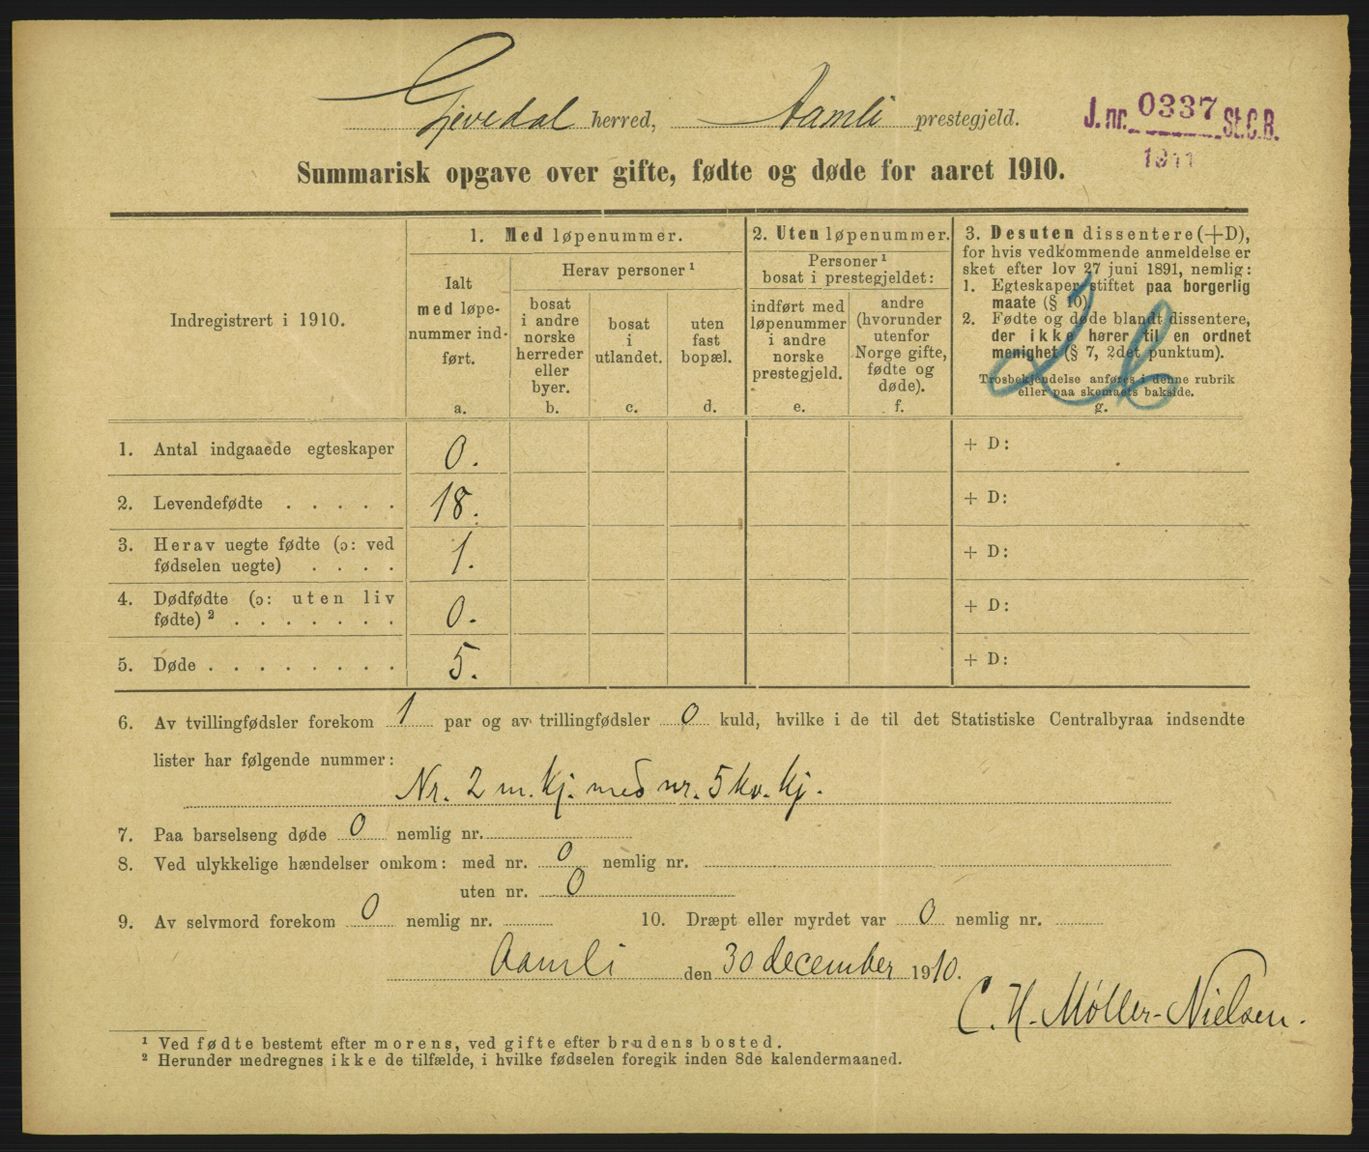 Gjevedal herred, Aamli prestegjeld.
J. nr. 0337 St. C. B.
1911
Summarisk opgave over gifte, fødte og døde for aaret 1910.
Indregistrert i 1910.
1. Med løpenummer.
Ialt
med løpe-
nummer ind-
ført.
a.
Herav personer ¹
bosat
i andre
norske
herreder
eller
byer.
b.
bosat
i
utlandet.
c.
uten
fast
bopæl.
d.
2. Uten løpenummer.
Personer ¹
bosat i prestegjeldet:
indført med
løpenummer
i andre
norske
prestegjeld.
e.
andre
(hvorunder
utenfor
Norge gifte,
fødte og
døde).
f.
3. Desuten dissentere (+D),
for hvis vedkommende anmeldelse er
sket efter lov 27 juni 1891, nemlig:
1. Egteskaper stiftet paa borgerlig
maate (§ 10).
2. Fødte og døde blandt dissentere,
der ikke hører til en ordnet
menighet (§ 7, 2det punktum).
Trosbekjendelse anføres i denne rubrik
eller paa skemaets bakside.
g.
1. Antal indgaaede egteskaper 0. + D:
2. Levendefødte . . . . . 18. + D:
3. Herav uegte fødte (ɔ: ved
fødselen uegte) . . . . 1. + D:
4. Dødfødte (ɔ: uten liv
fødte) ² . . . . . . . 0. + D:
5. Døde . . . . . . . . 5. + D:
6. Av tvillingfødsler forekom 1 par og av trillingfødsler 0 kuld, hvilke i de til det Statistiske Centralbyraa indsendte
lister har følgende nummer:
Nr. 2 m. kj. med nr. 5 kv. kj.
7. Paa barselseng døde 0 nemlig nr.
8. Ved ulykkelige hændelser omkom: med nr. 0 nemlig nr.
uten nr. 0
9. Av selvmord forekom 0 nemlig nr. 10. Dræpt eller myrdet var 0 nemlig nr.
Aamli den 30 december 1910.
C. H. Møller-Nielsen.
¹ Ved fødte bestemt efter morens, ved gifte efter brudens bosted.
² Herunder medregnes ikke de tilfælde, i hvilke fødselen foregik inden 8de kalendermaaned.